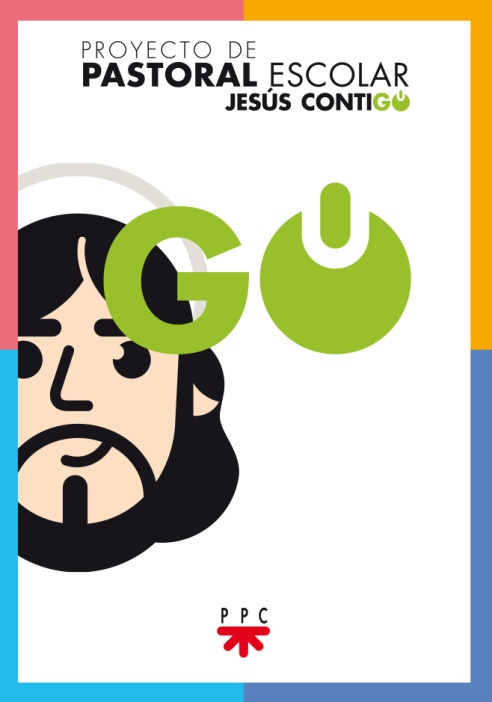 PROYECTO DE
PASTORAL ESCOLAR
JESÚS CONTIGO
GO
PPC